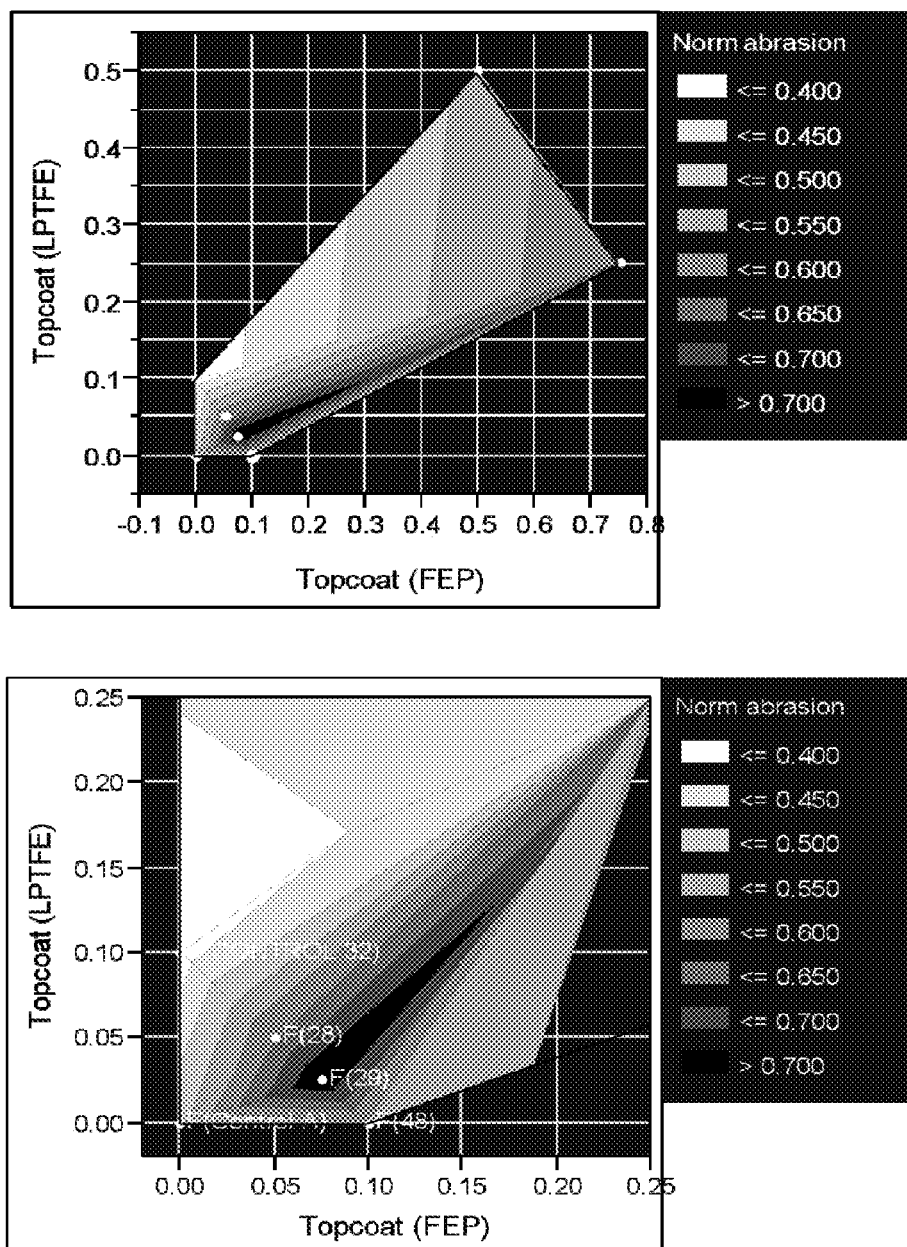 Norm abrasion
<= 0.400
<= 0.450
<= 0.500
<= 0.550
<= 0.600
<= 0.650
<= 0.700
> 0.700
Topcoat (LPTFE)
0.5
0.4
0.3
0.2
0.1
0.0
-0.1 0.0 0.1 0.2 0.3 0.4 0.5 0.6 0.7 0.8
Topcoat (FEP)
Norm abrasion
<= 0.400
<= 0.450
<= 0.500
<= 0.550
<= 0.600
<= 0.650
<= 0.700
> 0.700
Topcoat (LPTFE)
0.25
0.20
0.15
0.10
0.05
0.00
F(28)
F(29)
F(48)
0.00 0.05 0.10 0.15 0.20 0.25
Topcoat (FEP)